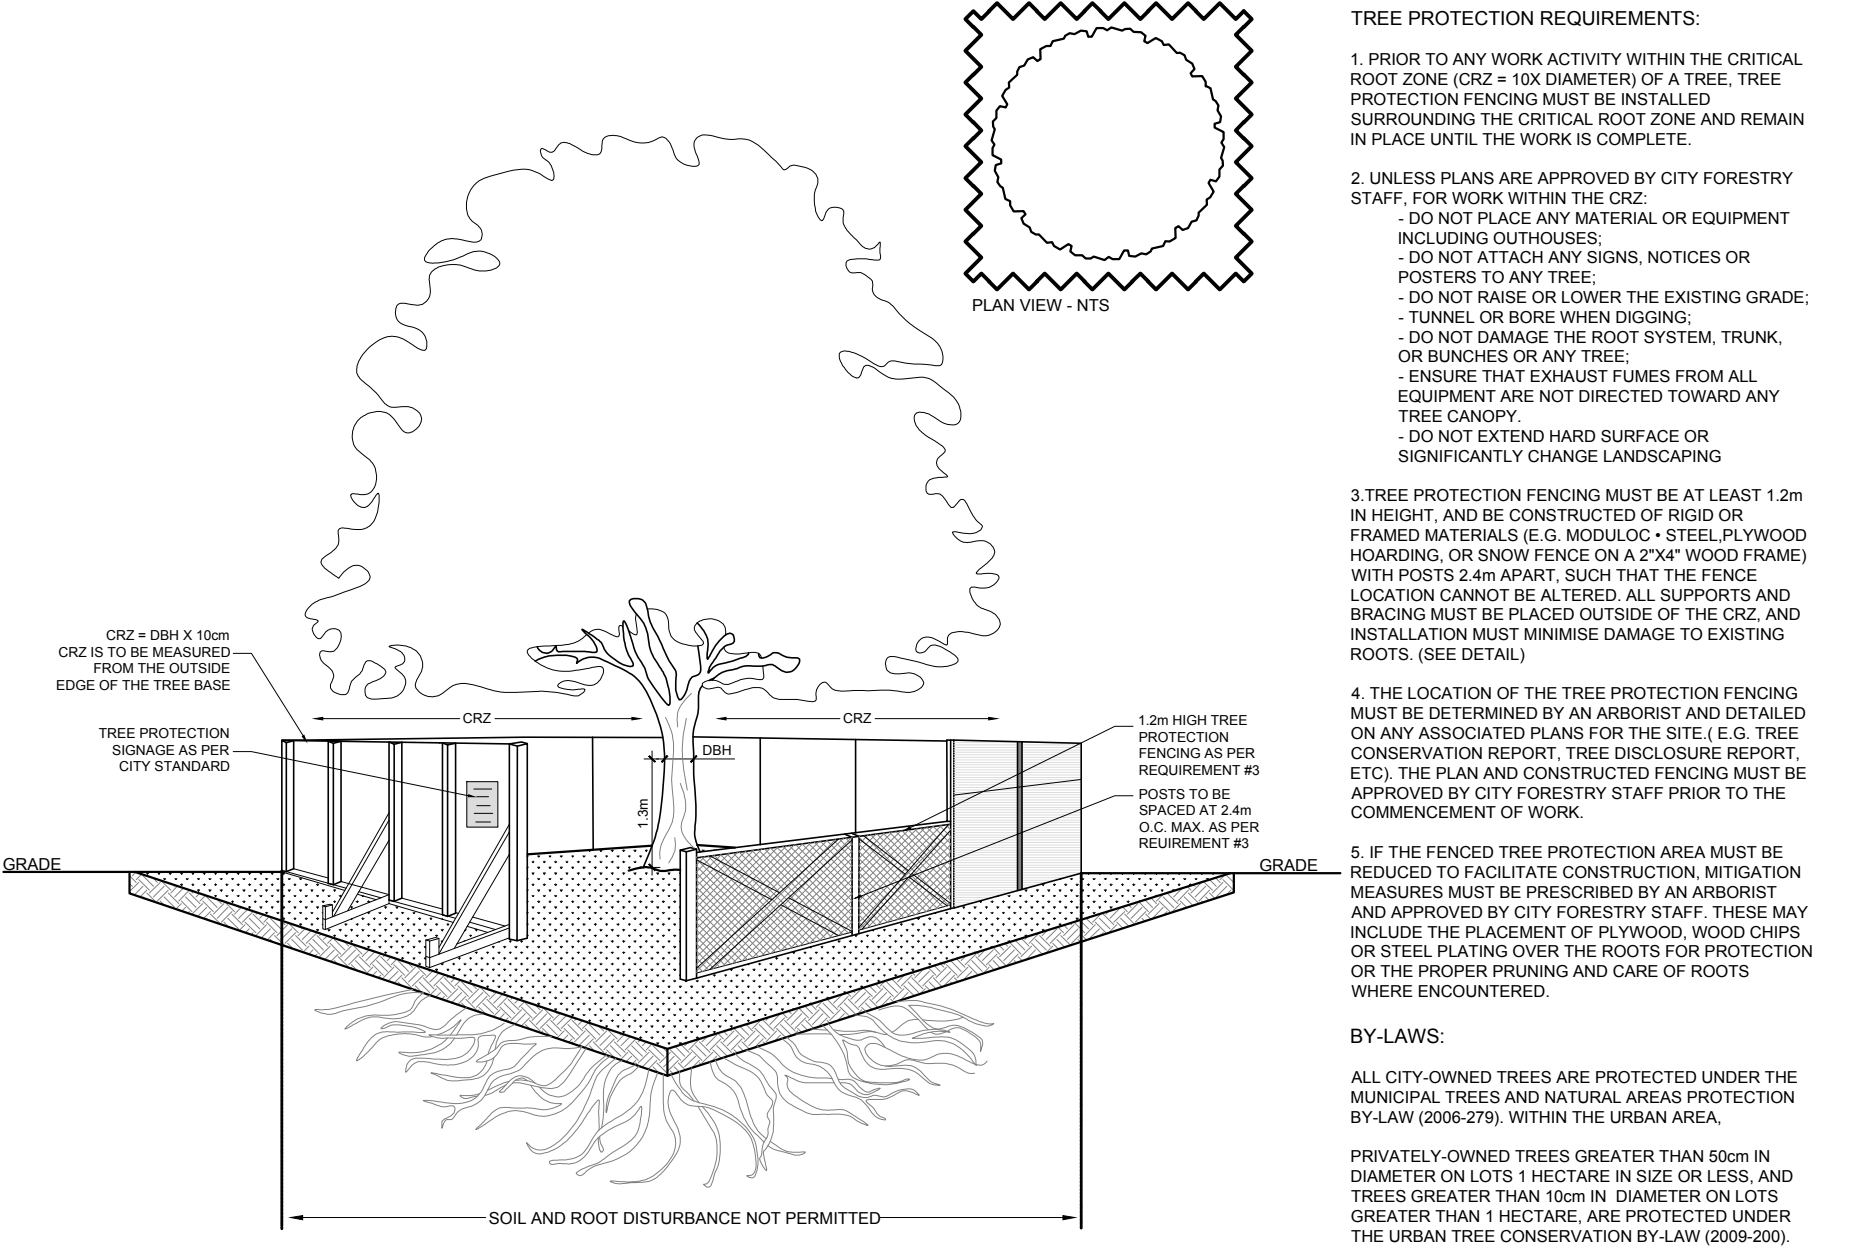 PLAN VIEW - NTS
CRZ = DBH X 10cm
CRZ IS TO BE MEASURED
FROM THE OUTSIDE
EDGE OF THE TREE BASE
TREE PROTECTION
SIGNAGE AS PER
CITY STANDARD
CRZ
CRZ
DBH
1.3m
1.2m HIGH TREE
PROTECTION
FENCING AS PER
REQUIREMENT #3
POSTS TO BE
SPACED AT 2.4m
O.C. MAX. AS PER
REUIREMENT #3
GRADE
GRADE
SOIL AND ROOT DISTURBANCE NOT PERMITTED
TREE PROTECTION REQUIREMENTS:
1. PRIOR TO ANY WORK ACTIVITY WITHIN THE CRITICAL
ROOT ZONE (CRZ = 10X DIAMETER) OF A TREE, TREE
PROTECTION FENCING MUST BE INSTALLED
SURROUNDING THE CRITICAL ROOT ZONE AND REMAIN
IN PLACE UNTIL THE WORK IS COMPLETE.
2. UNLESS PLANS ARE APPROVED BY CITY FORESTRY
STAFF, FOR WORK WITHIN THE CRZ:
- DO NOT PLACE ANY MATERIAL OR EQUIPMENT
INCLUDING OUTHOUSES;
- DO NOT ATTACH ANY SIGNS, NOTICES OR
POSTERS TO ANY TREE;
- DO NOT RAISE OR LOWER THE EXISTING GRADE;
- TUNNEL OR BORE WHEN DIGGING;
- DO NOT DAMAGE THE ROOT SYSTEM, TRUNK,
OR BUNCHES OR ANY TREE;
- ENSURE THAT EXHAUST FUMES FROM ALL
EQUIPMENT ARE NOT DIRECTED TOWARD ANY
TREE CANOPY.
- DO NOT EXTEND HARD SURFACE OR
SIGNIFICANTLY CHANGE LANDSCAPING
3.TREE PROTECTION FENCING MUST BE AT LEAST 1.2m
IN HEIGHT, AND BE CONSTRUCTED OF RIGID OR
FRAMED MATERIALS (E.G. MODULOC • STEEL,PLYWOOD
HOARDING, OR SNOW FENCE ON A 2"X4" WOOD FRAME)
WITH POSTS 2.4m APART, SUCH THAT THE FENCE
LOCATION CANNOT BE ALTERED. ALL SUPPORTS AND
BRACING MUST BE PLACED OUTSIDE OF THE CRZ, AND
INSTALLATION MUST MINIMISE DAMAGE TO EXISTING
ROOTS. (SEE DETAIL)
4. THE LOCATION OF THE TREE PROTECTION FENCING
MUST BE DETERMINED BY AN ARBORIST AND DETAILED
ON ANY ASSOCIATED PLANS FOR THE SITE.( E.G. TREE
CONSERVATION REPORT, TREE DISCLOSURE REPORT,
ETC). THE PLAN AND CONSTRUCTED FENCING MUST BE
APPROVED BY CITY FORESTRY STAFF PRIOR TO THE
COMMENCEMENT OF WORK.
5. IF THE FENCED TREE PROTECTION AREA MUST BE
REDUCED TO FACILITATE CONSTRUCTION, MITIGATION
MEASURES MUST BE PRESCRIBED BY AN ARBORIST
AND APPROVED BY CITY FORESTRY STAFF. THESE MAY
INCLUDE THE PLACEMENT OF PLYWOOD, WOOD CHIPS
OR STEEL PLATING OVER THE ROOTS FOR PROTECTION
OR THE PROPER PRUNING AND CARE OF ROOTS
WHERE ENCOUNTERED.
BY-LAWS:
ALL CITY-OWNED TREES ARE PROTECTED UNDER THE
MUNICIPAL TREES AND NATURAL AREAS PROTECTION
BY-LAW (2006-279). WITHIN THE URBAN AREA,
PRIVATELY-OWNED TREES GREATER THAN 50cm IN
DIAMETER ON LOTS 1 HECTARE IN SIZE OR LESS, AND
TREES GREATER THAN 10cm IN DIAMETER ON LOTS
GREATER THAN 1 HECTARE, ARE PROTECTED UNDER
THE URBAN TREE CONSERVATION BY-LAW (2009-200).